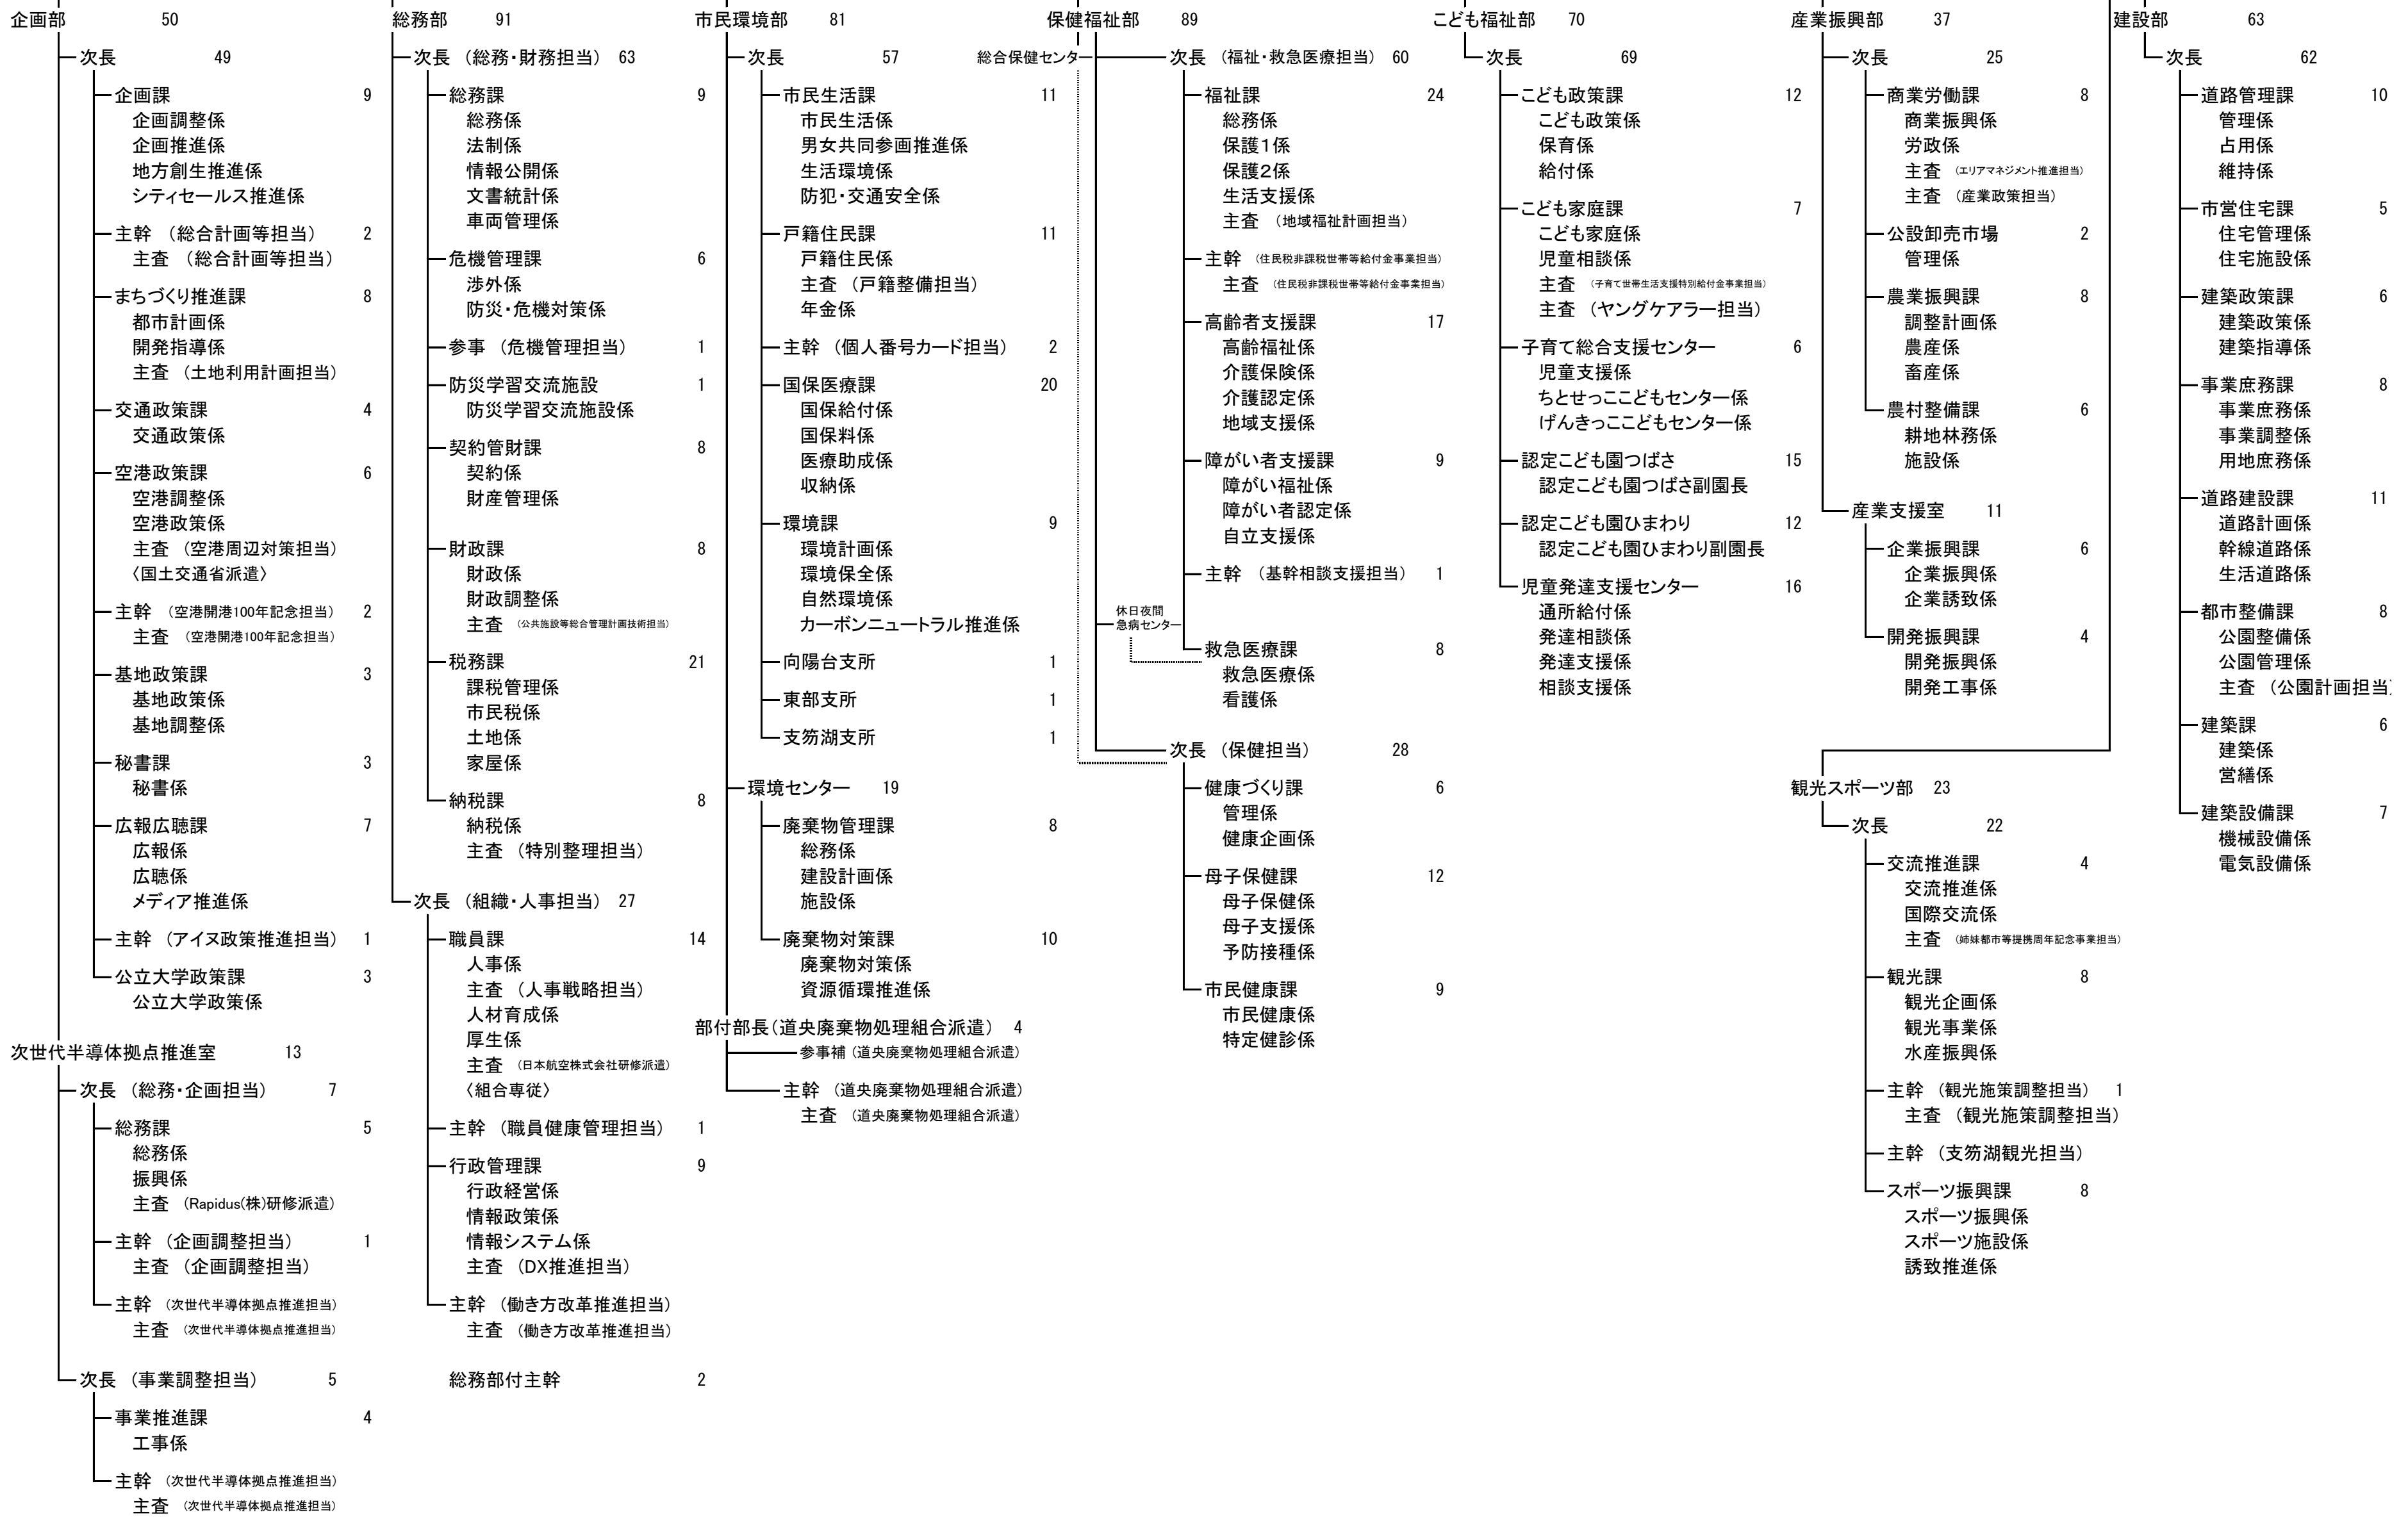 企画部 50
次長 49
企画課 9
企画調整係
企画推進係
地方創生推進係
シティセールス推進係
主幹 （総合計画等担当） 2
主査 （総合計画等担当）
まちづくり推進課 8
都市計画係
開発指導係
主査 （土地利用計画担当）
交通政策課 4
交通政策係
空港政策課 6
空港調整係
空港政策係
主査 （空港周辺対策担当）
〈国土交通省派遣〉
主幹 （空港開港100年記念担当） 2
主査 （空港開港100年記念担当）
基地政策課 3
基地政策係
基地調整係
秘書課 3
秘書係
広報広聴課 7
広報係
広聴係
メディア推進係
主幹 （アイヌ政策推進担当） 1
公立大学政策課 3
公立大学政策係
次世代半導体拠点推進室 13
次長 （総務・企画担当） 7
総務課 5
総務係
振興係
主査 （Rapidus(株)研修派遣）
主幹 （企画調整担当） 1
主査 （企画調整担当）
主幹 （次世代半導体拠点推進担当）
主査 （次世代半導体拠点推進担当）
次長 （事業調整担当） 5
事業推進課 4
工事係
主幹 （次世代半導体拠点推進担当）
主査 （次世代半導体拠点推進担当）
総務部 91
次長 （総務・財務担当） 63
総務課 9
総務係
法制係
情報公開係
文書統計係
車両管理係
危機管理課 6
渉外係
防災・危機対策係
参事 （危機管理担当） 1
防災学習交流施設 1
防災学習交流施設係
契約管財課 8
契約係
財産管理係
財政課 8
財政係
財政調整係
主査 （公共施設等総合管理計画技術担当）
税務課 21
課税管理係
市民税係
土地係
家屋係
納税課 8
納税係
主査 （特別整理担当）
次長 （組織・人事担当） 27
職員課 14
人事係
主査 （人事戦略担当）
人材育成係
厚生係
主査 （日本航空株式会社研修派遣）
〈組合専従〉
主幹 （職員健康管理担当） 1
行政管理課 9
行政経営係
情報政策係
情報システム係
主査 （DX推進担当）
主幹 （働き方改革推進担当）
主査 （働き方改革推進担当）
総務部付主幹 2
市民環境部 81
次長 57
市民生活課 11
市民生活係
男女共同参画推進係
生活環境係
防犯・交通安全係
戸籍住民課 11
戸籍住民係
主査 （戸籍整備担当）
年金係
主幹 （個人番号カード担当） 2
国保医療課 20
国保給付係
国保料係
医療助成係
収納係
環境課 9
環境計画係
環境保全係
自然環境係
カーボンニュートラル推進係
向陽台支所 1
東部支所 1
支笏湖支所 1
環境センター 19
廃棄物管理課 8
総務係
建設計画係
施設係
廃棄物対策課 10
廃棄物対策係
資源循環推進係
部付部長（道央廃棄物処理組合派遣） 4
参事補 （道央廃棄物処理組合派遣）
主幹 （道央廃棄物処理組合派遣）
主査 （道央廃棄物処理組合派遣）
保健福祉部 89
総合保健センター
次長 （福祉・救急医療担当） 60
福祉課 24
総務係
保護１係
保護２係
生活支援係
主査 （地域福祉計画担当）
主幹 （住民税非課税世帯等給付金事業担当）
主査 （住民税非課税世帯等給付金事業担当）
高齢者支援課 17
高齢福祉係
介護保険係
介護認定係
地域支援係
障がい者支援課 9
障がい福祉係
障がい者認定係
自立支援係
主幹 （基幹相談支援担当） 1
休日夜間
急病センター
救急医療課 8
救急医療係
看護係
次長 （保健担当） 28
健康づくり課 6
管理係
健康企画係
母子保健課 12
母子保健係
母子支援係
予防接種係
市民健康課 9
市民健康係
特定健診係
こども福祉部 70
次長 69
こども政策課 12
こども政策係
保育係
給付係
こども家庭課 7
こども家庭係
児童相談係
主査 （子育て世帯生活支援特別給付金事業担当）
主査 （ヤングケアラー担当）
子育て総合支援センター 6
児童支援係
ちとせっここどもセンター係
げんきっここどもセンター係
認定こども園つばさ 15
認定こども園つばさ副園長
認定こども園ひまわり 12
認定こども園ひまわり副園長
児童発達支援センター 16
通所給付係
発達相談係
発達支援係
相談支援係
産業振興部 37
次長 25
商業労働課 8
商業振興係
労政係
主査 （エリアマネジメント推進担当）
主査 （産業政策担当）
公設卸売市場 2
管理係
農業振興課 8
調整計画係
農産係
畜産係
農村整備課 6
耕地林務係
施設係
産業支援室 11
企業振興課 6
企業振興係
企業誘致係
開発振興課 4
開発振興係
開発工事係
観光スポーツ部 23
次長 22
交流推進課 4
交流推進係
国際交流係
主査 （姉妹都市等提携周年記念事業担当）
観光課 8
観光企画係
観光事業係
水産振興係
主幹 （観光施策調整担当） 1
主査 （観光施策調整担当）
主幹 （支笏湖観光担当）
スポーツ振興課 8
スポーツ振興係
スポーツ施設係
誘致推進係
建設部 63
次長 62
道路管理課 10
管理係
占用係
維持係
市営住宅課 5
住宅管理係
住宅施設係
建築政策課 6
建築政策係
建築指導係
事業庶務課 8
事業庶務係
事業調整係
用地庶務係
道路建設課 11
道路計画係
幹線道路係
生活道路係
都市整備課 8
公園整備係
公園管理係
主査 （公園計画担当）
建築課 6
建築係
営繕係
建築設備課 7
機械設備係
電気設備係